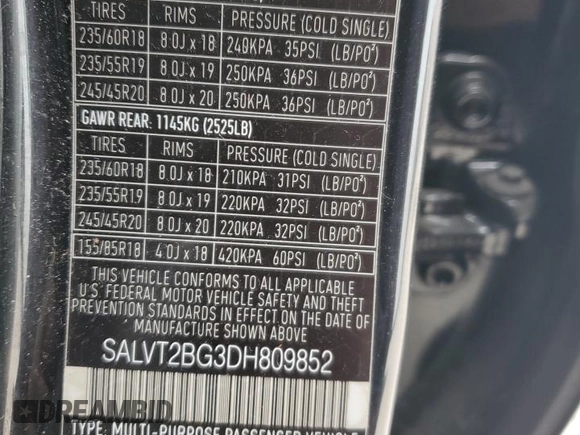 TIRES RIMS PRESSURE (COLD SINGLE)
235/60R18 8.0J x 18 240KPA 35PSI (LB/PO²)
235/55R19 8.0J x 19 250KPA 36PSI (LB/PO²)
245/45R20 8.0J x 20 250KPA 36PSI (LB/PO²)
GAWR REAR: 1145KG (2525LB)
TIRES RIMS PRESSURE (COLD SINGLE)
235/60R18 8.0J x 18 210KPA 31PSI (LB/PO²)
235/55R19 8.0J x 19 220KPA 32PSI (LB/PO²)
245/45R20 8.0J x 20 220KPA 32PSI (LB/PO²)
155/85R18 4.0J x 18 420KPA 60PSI (LB/PO²)
THIS VEHICLE CONFORMS TO ALL APPLICABLE
U.S. FEDERAL MOTOR VEHICLE SAFETY AND THEFT
PREVENTION STANDARDS IN EFFECT ON THE DATE
OF MANUFACTURE SHOWN ABOVE
SALVT2BG3DH809852
DREAMBID
TYPE: MULTI-PURPOSE PASSENGER VEHICLE